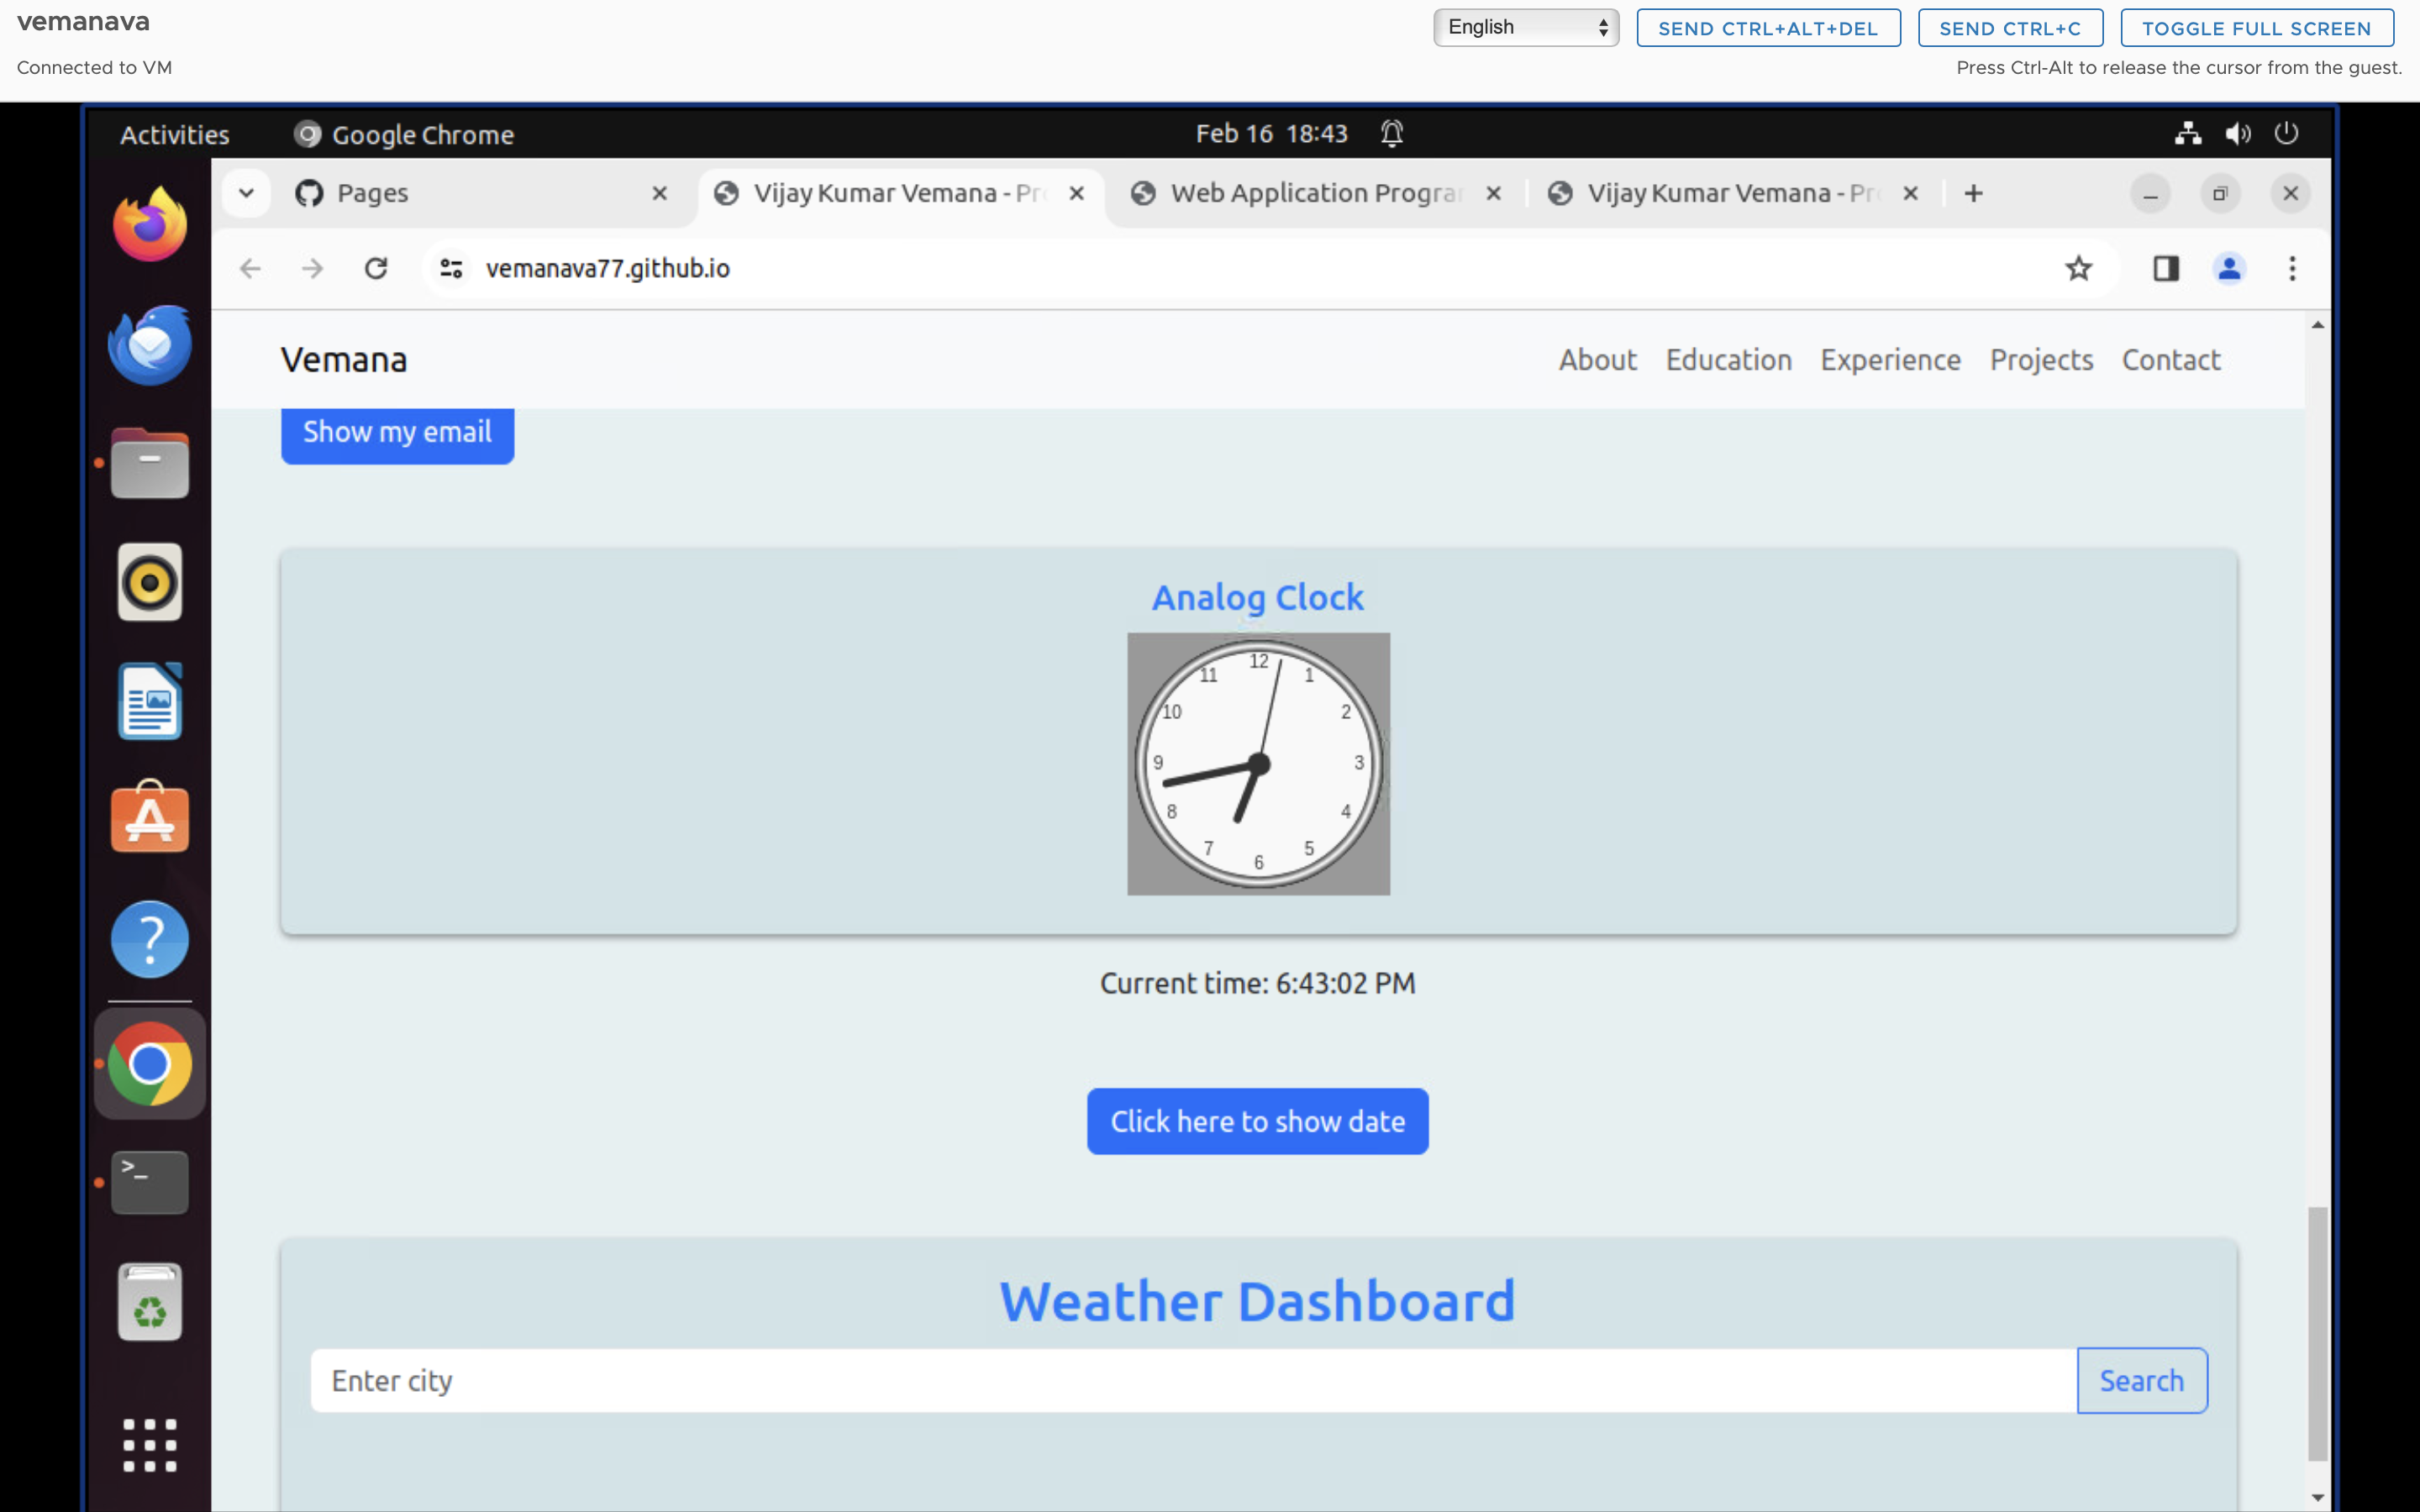 vemanava
English
SEND CTRL+ALT+DEL
SEND CTRL+C
TOGGLE FULL SCREEN
Connected to VM
Press Ctrl-Alt to release the cursor from the guest.
Activities
Google Chrome
Feb 16 18:43
Pages
Vijay Kumar Vemana - Pr
Web Application Progra
Vijay Kumar Vemana - Pr
vemanava77.github.io
Vemana
About
Education
Experience
Projects
Contact
Show my email
Analog Clock
12
1
2
3
4
5
6
7
8
9
10
11
Current time: 6:43:02 PM
Click here to show date
Weather Dashboard
Enter city
Search